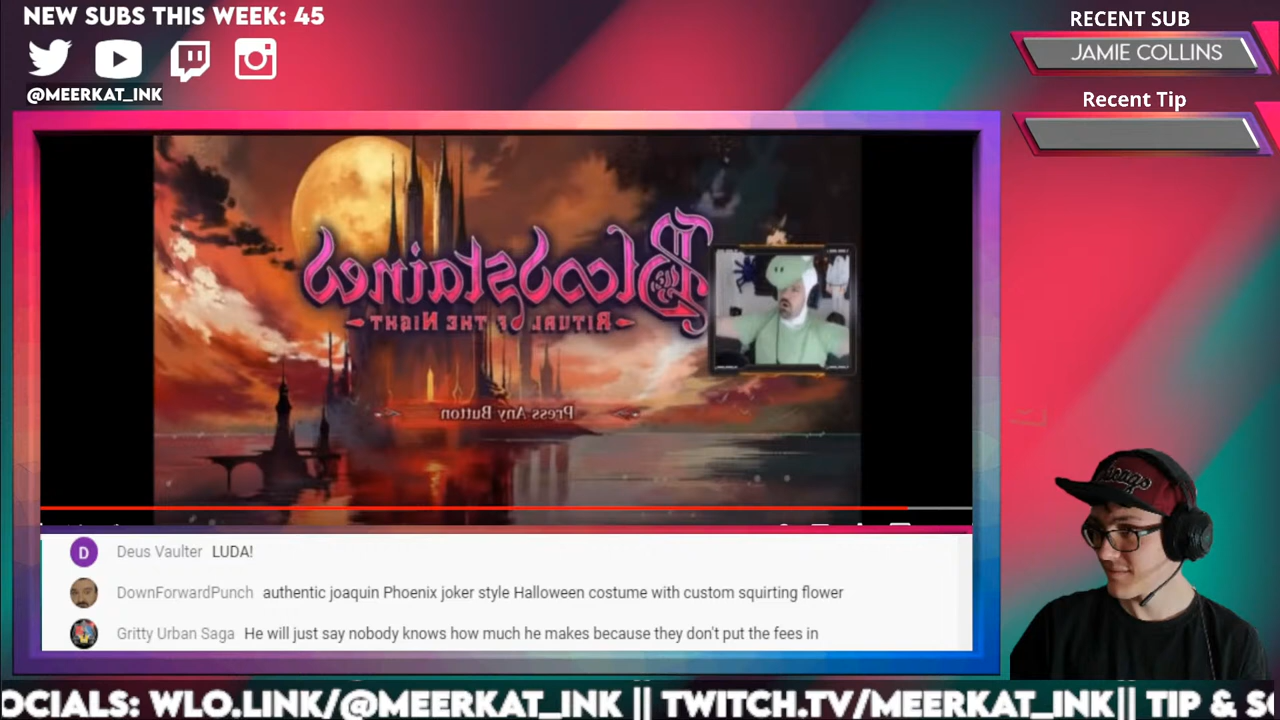 NEW SUBS THIS WEEK: 45
@MEERKAT_INK
RECENT SUB
JAMIE COLLINS
Recent Tip
Bloodstained
RITUAL OF THE NIGHT
Press Any Button
Chicago
Deus Vaulter LUDA!
DownForwardPunch authentic joaquin Phoenix joker style Halloween costume with custom squirting flower
Gritty Urban Saga He will just say nobody knows how much he makes because they don't put the fees in
OCIALS: WLO.LINK/@MEERKAT_INK || TWITCH.TV/MEERKAT_INK|| TIP & S